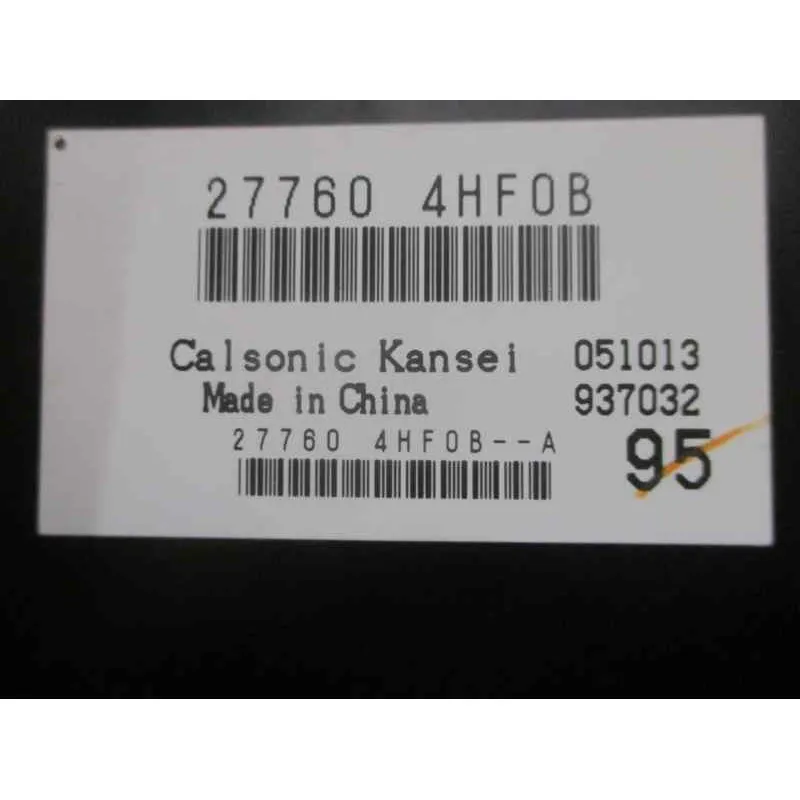 27760 4HF0B
Calsonic Kansei 051013
Made in China 937032
27760 4HF0B--A
95